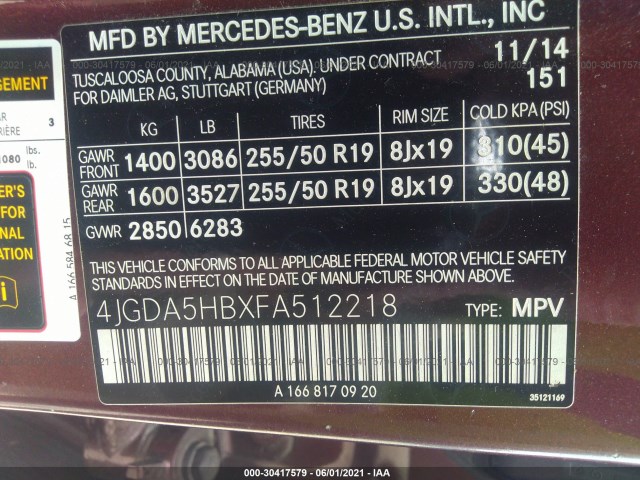 MFD BY MERCEDES-BENZ U.S. INTL., INC
TUSCALOOSA COUNTY, ALABAMA (USA). UNDER CONTRACT 11/14
FOR DAIMLER AG, STUTTGART (GERMANY) 151
KG LB TIRES RIM SIZE COLD KPA (PSI)
GAWR FRONT 1400 3086 255/50 R19 8Jx19 310(45)
GAWR REAR 1600 3527 255/50 R19 8Jx19 330(48)
GVWR 2850 6283
THIS VEHICLE CONFORMS TO ALL APPLICABLE FEDERAL MOTOR VEHICLE SAFETY
STANDARDS IN EFFECT ON THE DATE OF MANUFACTURE SHOWN ABOVE.
4JGDA5HBXFA512218 TYPE: MPV
A 166 817 09 20
35121169
3
1080 lbs.
A 166 584 68 15
000-30417579 - 06/01/2021 - IAA